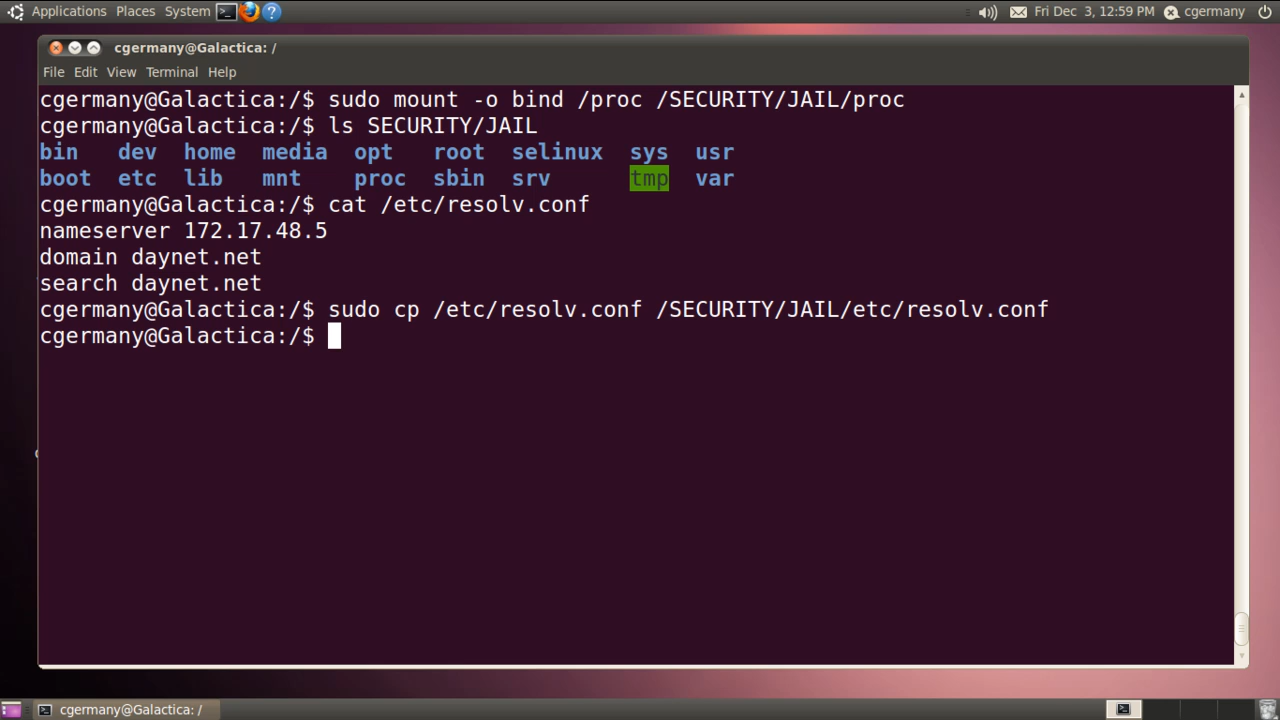 Applications Places System Fri Dec 3, 12:59 PM cgermany
cgermany@Galactica: /
File Edit View Terminal Help
cgermany@Galactica:/$ sudo mount -o bind /proc /SECURITY/JAIL/proc
cgermany@Galactica:/$ ls SECURITY/JAIL
bin dev home media opt root selinux sys usr
boot etc lib mnt proc sbin srv tmp var
cgermany@Galactica:/$ cat /etc/resolv.conf
nameserver 172.17.48.5
domain daynet.net
search daynet.net
cgermany@Galactica:/$ sudo cp /etc/resolv.conf /SECURITY/JAIL/etc/resolv.conf
cgermany@Galactica:/$
cgermany@Galactica: /